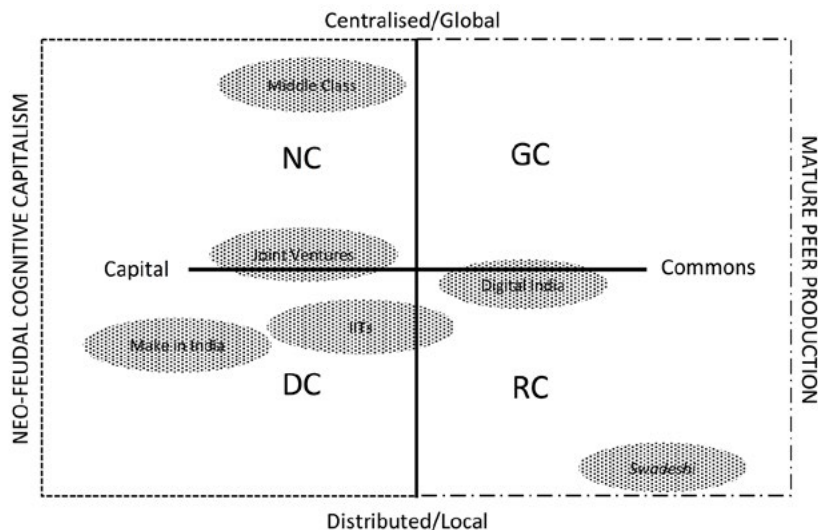 Centralised/Global
Middle Class
NC
GC
NEO-FEUDAL COGNITIVE CAPITALISM
MATURE PEER PRODUCTION
Joint Ventures
Capital
Commons
Digital India
IITs
Make in India
DC
RC
Swadeshi
Distributed/Local